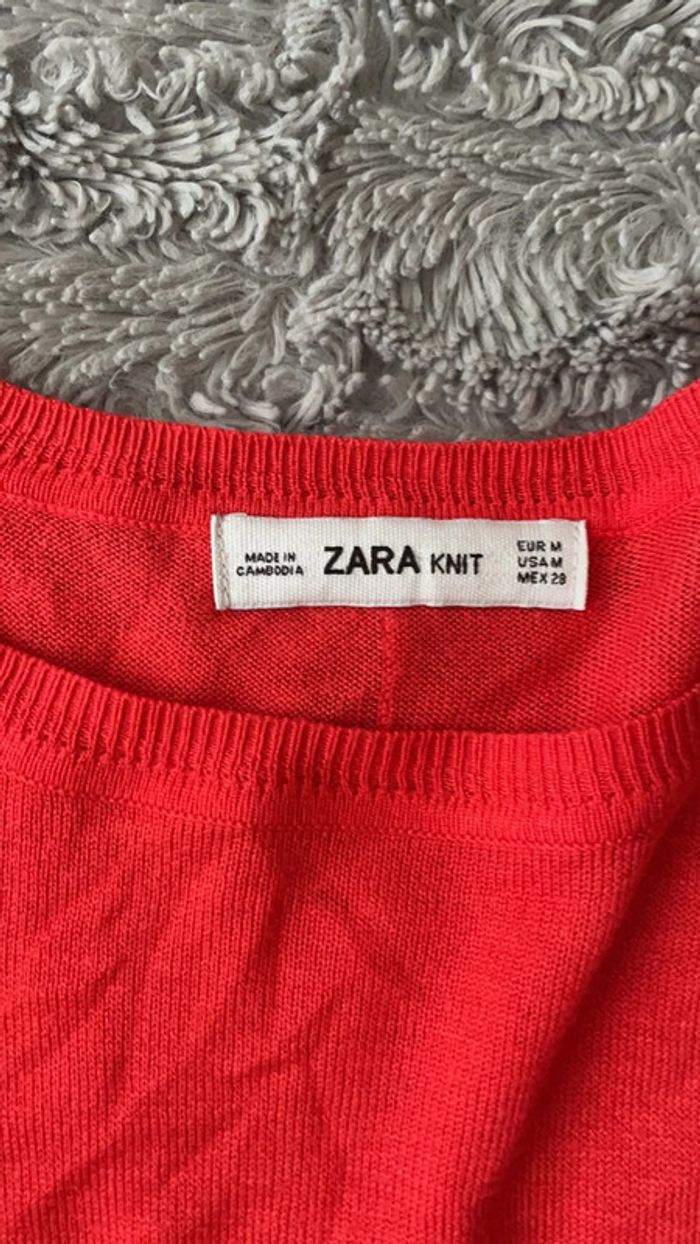 MADE IN
CAMBODIA
ZARA KNIT
EUR M
USA M
MEX 28